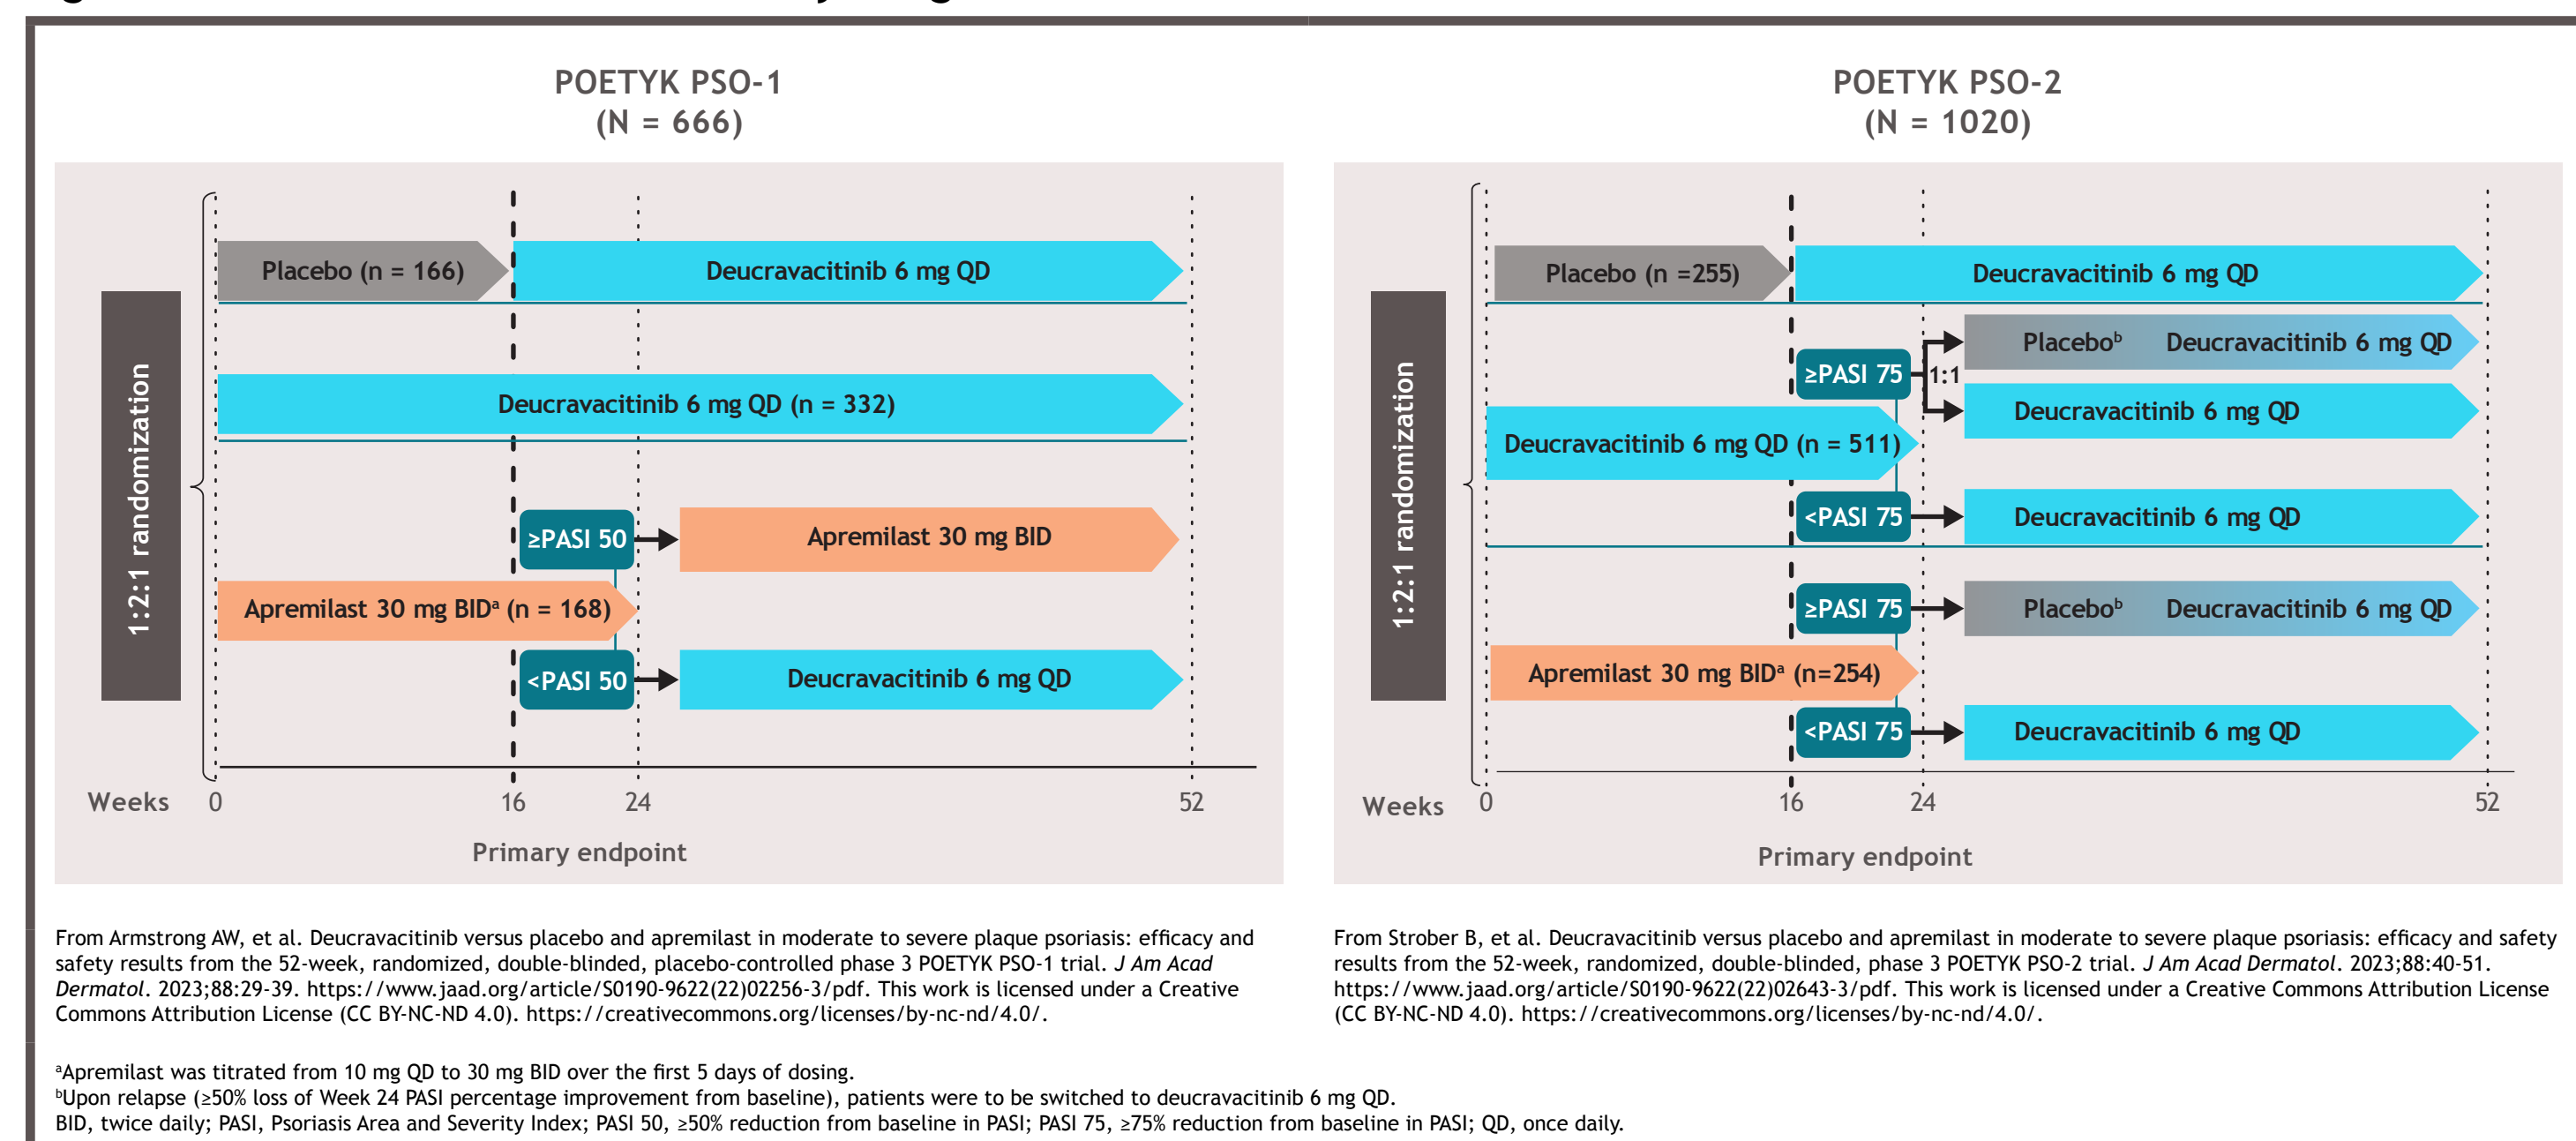 POETYK PSO-1
(N = 666)
1:2:1 randomization
Placebo (n = 166)
Deucravacitinib 6 mg QD
Deucravacitinib 6 mg QD (n = 332)
≥PASI 50
Apremilast 30 mg BID
Apremilast 30 mg BIDᵃ (n = 168)
<PASI 50
Deucravacitinib 6 mg QD
Weeks 0 16 24 52
Primary endpoint
POETYK PSO-2
(N = 1020)
1:2:1 randomization
Placebo (n =255)
Deucravacitinib 6 mg QD
Placeboᵇ Deucravacitinib 6 mg QD
≥PASI 75
1:1
Deucravacitinib 6 mg QD
Deucravacitinib 6 mg QD (n = 511)
<PASI 75
Deucravacitinib 6 mg QD
≥PASI 75
Placeboᵇ Deucravacitinib 6 mg QD
Apremilast 30 mg BIDᵃ (n=254)
<PASI 75
Deucravacitinib 6 mg QD
Weeks 0 16 24 52
Primary endpoint
From Armstrong AW, et al. Deucravacitinib versus placebo and apremilast in moderate to severe plaque psoriasis: efficacy and
safety results from the 52-week, randomized, double-blinded, placebo-controlled phase 3 POETYK PSO-1 trial. J Am Acad
Dermatol. 2023;88:29-39. https://www.jaad.org/article/S0190-9622(22)02256-3/pdf. This work is licensed under a Creative
Commons Attribution License (CC BY-NC-ND 4.0). https://creativecommons.org/licenses/by-nc-nd/4.0/.
From Strober B, et al. Deucravacitinib versus placebo and apremilast in moderate to severe plaque psoriasis: efficacy and safety
results from the 52-week, randomized, double-blinded, phase 3 POETYK PSO-2 trial. J Am Acad Dermatol. 2023;88:40-51.
https://www.jaad.org/article/S0190-9622(22)02643-3/pdf. This work is licensed under a Creative Commons Attribution License
(CC BY-NC-ND 4.0). https://creativecommons.org/licenses/by-nc-nd/4.0/.
ᵃApremilast was titrated from 10 mg QD to 30 mg BID over the first 5 days of dosing.
ᵇUpon relapse (≥50% loss of Week 24 PASI percentage improvement from baseline), patients were to be switched to deucravacitinib 6 mg QD.
BID, twice daily; PASI, Psoriasis Area and Severity Index; PASI 50, ≥50% reduction from baseline in PASI; PASI 75, ≥75% reduction from baseline in PASI; QD, once daily.